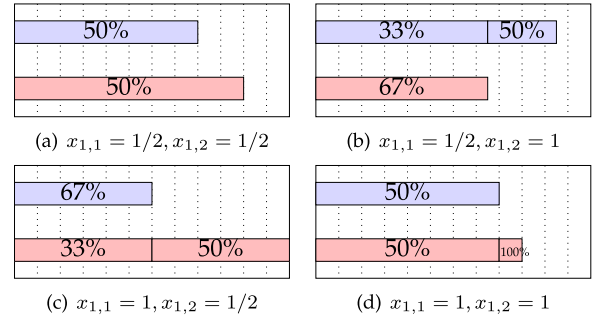 50%
50%
(a) x₁,₁ = 1/2, x₁,₂ = 1/2
33% 50%
67%
(b) x₁,₁ = 1/2, x₁,₂ = 1
67%
33% 50%
(c) x₁,₁ = 1, x₁,₂ = 1/2
50%
50% 100%
(d) x₁,₁ = 1, x₁,₂ = 1